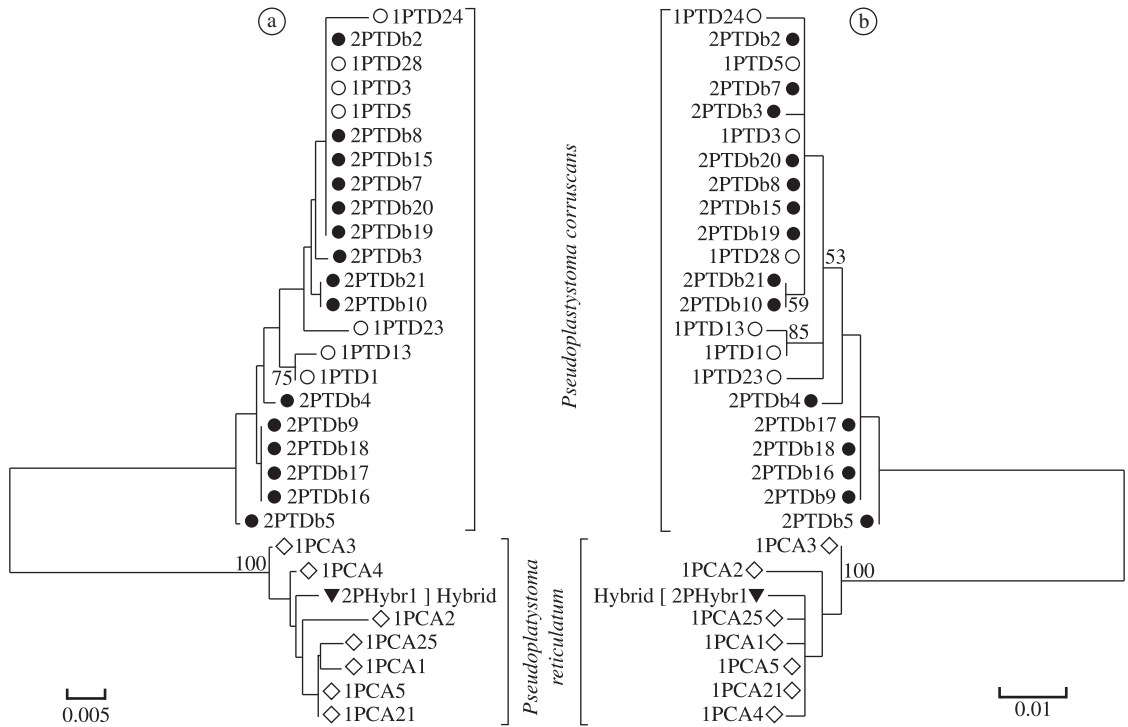 a
1PTD24
2PTDb2
1PTD28
1PTD3
1PTD5
2PTDb8
2PTDb15
2PTDb7
2PTDb20
2PTDb19
2PTDb3
2PTDb21
2PTDb10
1PTD23
1PTD13
75
1PTD1
2PTDb4
2PTDb9
2PTDb18
2PTDb17
2PTDb16
2PTDb5
100
1PCA3
1PCA4
2PHybr1 ] Hybrid
1PCA2
1PCA25
1PCA1
1PCA5
1PCA21
0.005
Pseudoplastystoma corruscans
Pseudoplatystoma
reticulatum
b
1PTD24
2PTDb2
1PTD5
2PTDb7
2PTDb3
1PTD3
2PTDb20
2PTDb8
2PTDb15
2PTDb19
1PTD28
53
2PTDb21
2PTDb10
59
1PTD13
85
1PTD1
1PTD23
2PTDb4
2PTDb17
2PTDb18
2PTDb16
2PTDb9
2PTDb5
1PCA3
100
1PCA2
Hybrid [ 2PHybr1
1PCA25
1PCA1
1PCA5
1PCA21
1PCA4
0.01